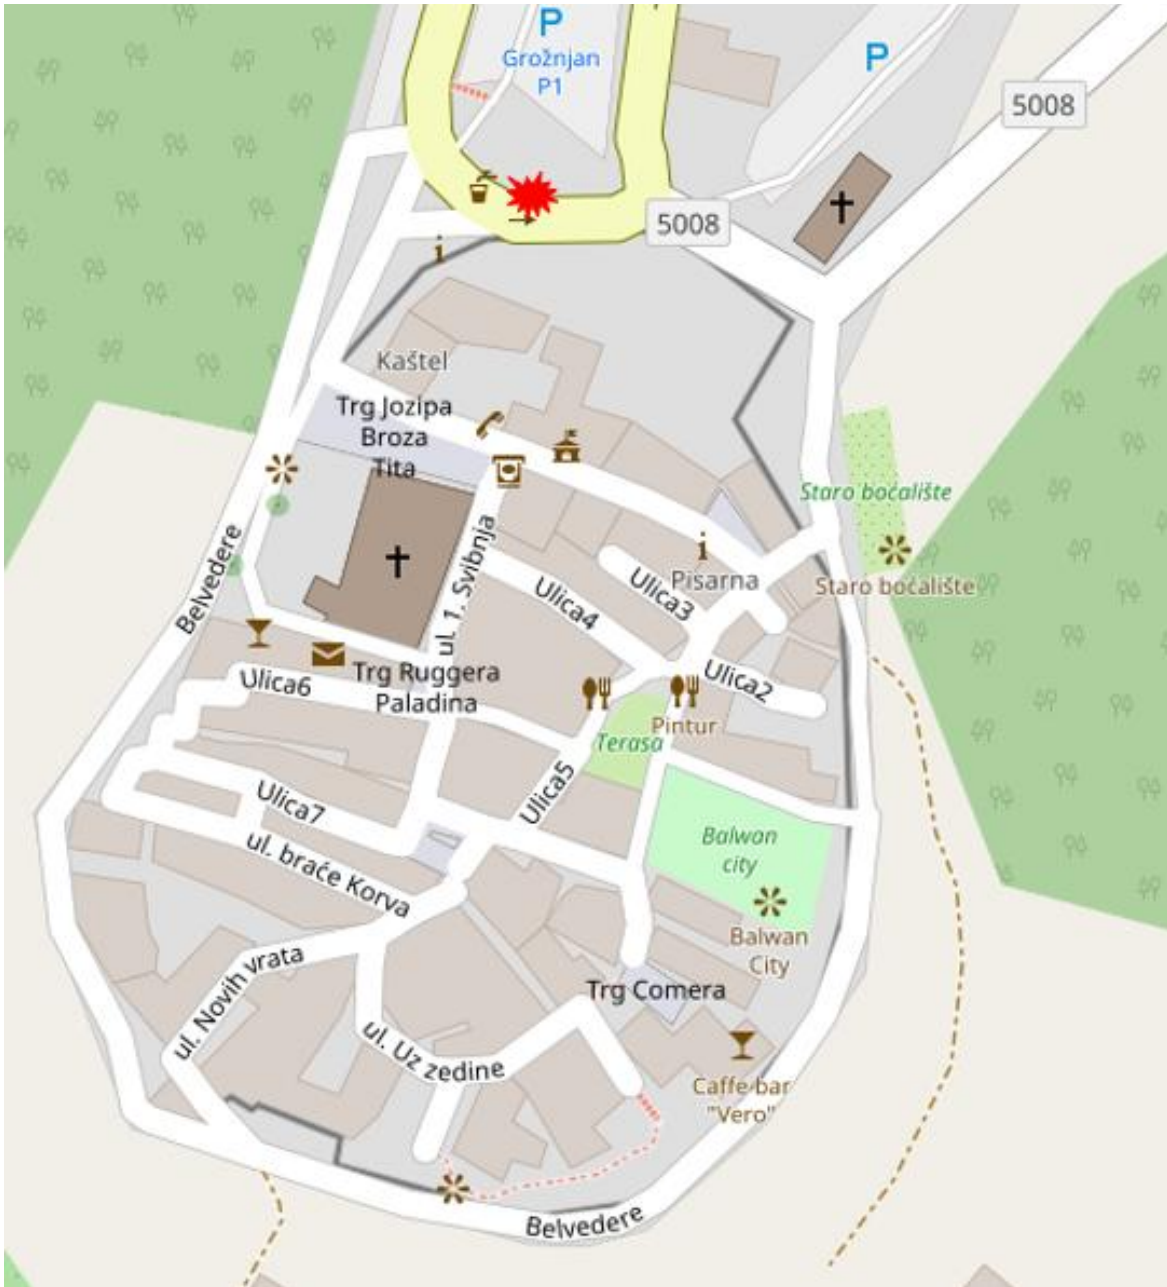 P
Grožnjan
P1
P
5008
5008
i
Kaštel
Trg Jozipa
Broza
Tita
Staro boćalište
i
Pisarna
Staro boćalište
Ulica3
Ulica4
ul. 1. Svibnja
Belvedere
Trg Ruggera
Paladina
Ulica6
Ulica2
Pintur
Terasa
Ulica5
Ulica7
ul. braće Korva
Balwan
city
Balwan
City
ul. Novih vrata
Trg Comera
ul. Uz zedine
Caffe bar
"Vero"
Belvedere